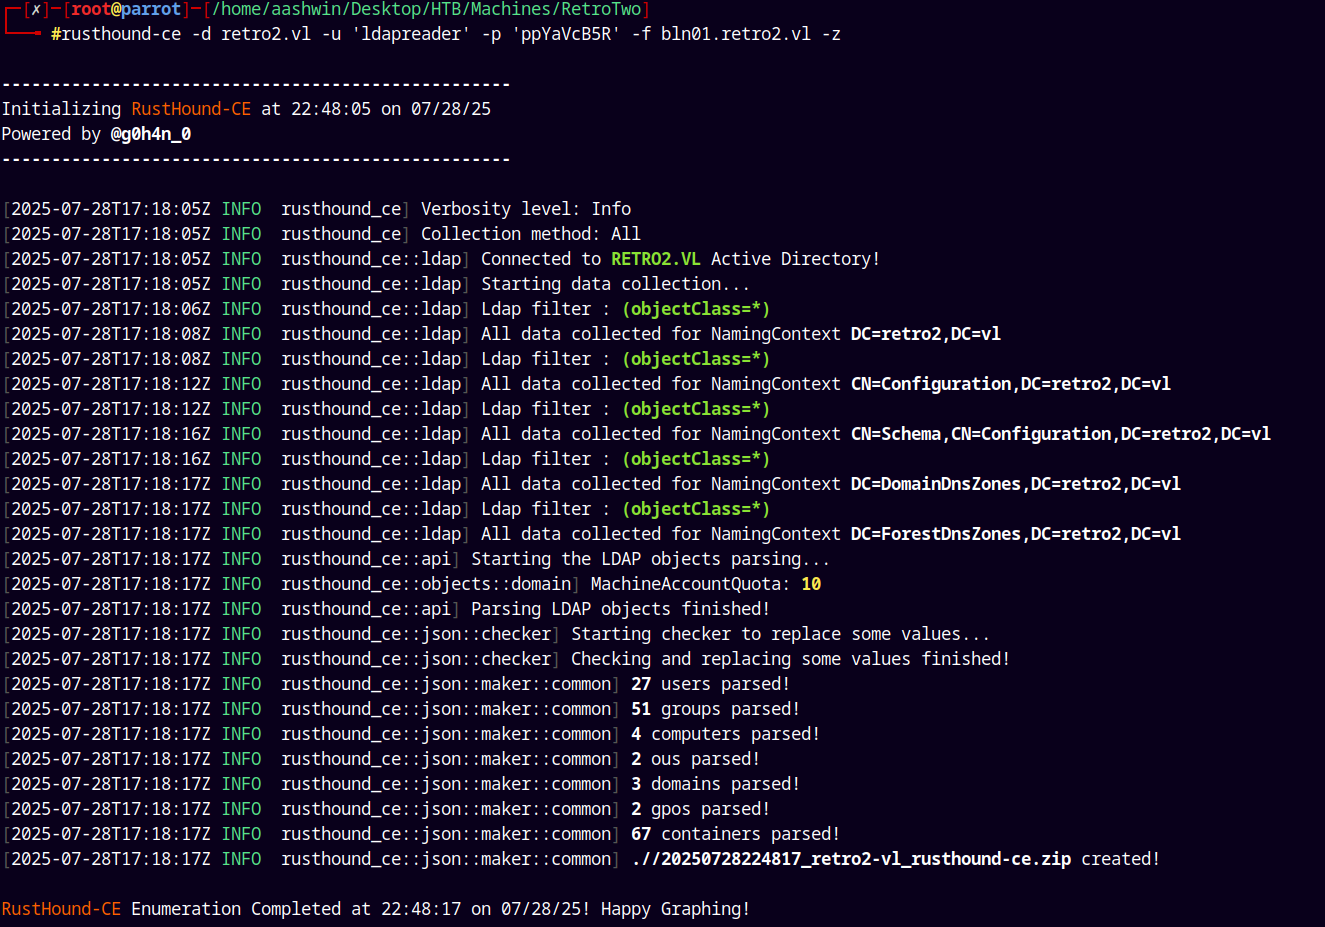 [✗]-[root@parrot]-[/home/aashwin/Desktop/HTB/Machines/RetroTwo]
#rusthound-ce -d retro2.vl -u 'ldapreader' -p 'ppYaVcB5R' -f bln01.retro2.vl -z
---------------------------------------------------
Initializing RustHound-CE at 22:48:05 on 07/28/25
Powered by @g0h4n_0
---------------------------------------------------
[2025-07-28T17:18:05Z INFO  rusthound_ce] Verbosity level: Info
[2025-07-28T17:18:05Z INFO  rusthound_ce] Collection method: All
[2025-07-28T17:18:05Z INFO  rusthound_ce::ldap] Connected to RETRO2.VL Active Directory!
[2025-07-28T17:18:05Z INFO  rusthound_ce::ldap] Starting data collection...
[2025-07-28T17:18:06Z INFO  rusthound_ce::ldap] Ldap filter : (objectClass=*)
[2025-07-28T17:18:08Z INFO  rusthound_ce::ldap] All data collected for NamingContext DC=retro2,DC=vl
[2025-07-28T17:18:08Z INFO  rusthound_ce::ldap] Ldap filter : (objectClass=*)
[2025-07-28T17:18:12Z INFO  rusthound_ce::ldap] All data collected for NamingContext CN=Configuration,DC=retro2,DC=vl
[2025-07-28T17:18:12Z INFO  rusthound_ce::ldap] Ldap filter : (objectClass=*)
[2025-07-28T17:18:16Z INFO  rusthound_ce::ldap] All data collected for NamingContext CN=Schema,CN=Configuration,DC=retro2,DC=vl
[2025-07-28T17:18:16Z INFO  rusthound_ce::ldap] Ldap filter : (objectClass=*)
[2025-07-28T17:18:17Z INFO  rusthound_ce::ldap] All data collected for NamingContext DC=DomainDnsZones,DC=retro2,DC=vl
[2025-07-28T17:18:17Z INFO  rusthound_ce::ldap] Ldap filter : (objectClass=*)
[2025-07-28T17:18:17Z INFO  rusthound_ce::ldap] All data collected for NamingContext DC=ForestDnsZones,DC=retro2,DC=vl
[2025-07-28T17:18:17Z INFO  rusthound_ce::api] Starting the LDAP objects parsing...
[2025-07-28T17:18:17Z INFO  rusthound_ce::objects::domain] MachineAccountQuota: 10
[2025-07-28T17:18:17Z INFO  rusthound_ce::api] Parsing LDAP objects finished!
[2025-07-28T17:18:17Z INFO  rusthound_ce::json::checker] Starting checker to replace some values...
[2025-07-28T17:18:17Z INFO  rusthound_ce::json::checker] Checking and replacing some values finished!
[2025-07-28T17:18:17Z INFO  rusthound_ce::json::maker::common] 27 users parsed!
[2025-07-28T17:18:17Z INFO  rusthound_ce::json::maker::common] 51 groups parsed!
[2025-07-28T17:18:17Z INFO  rusthound_ce::json::maker::common] 4 computers parsed!
[2025-07-28T17:18:17Z INFO  rusthound_ce::json::maker::common] 2 ous parsed!
[2025-07-28T17:18:17Z INFO  rusthound_ce::json::maker::common] 3 domains parsed!
[2025-07-28T17:18:17Z INFO  rusthound_ce::json::maker::common] 2 gpos parsed!
[2025-07-28T17:18:17Z INFO  rusthound_ce::json::maker::common] 67 containers parsed!
[2025-07-28T17:18:17Z INFO  rusthound_ce::json::maker::common] .//20250728224817_retro2-vl_rusthound-ce.zip created!
RustHound-CE Enumeration Completed at 22:48:17 on 07/28/25! Happy Graphing!